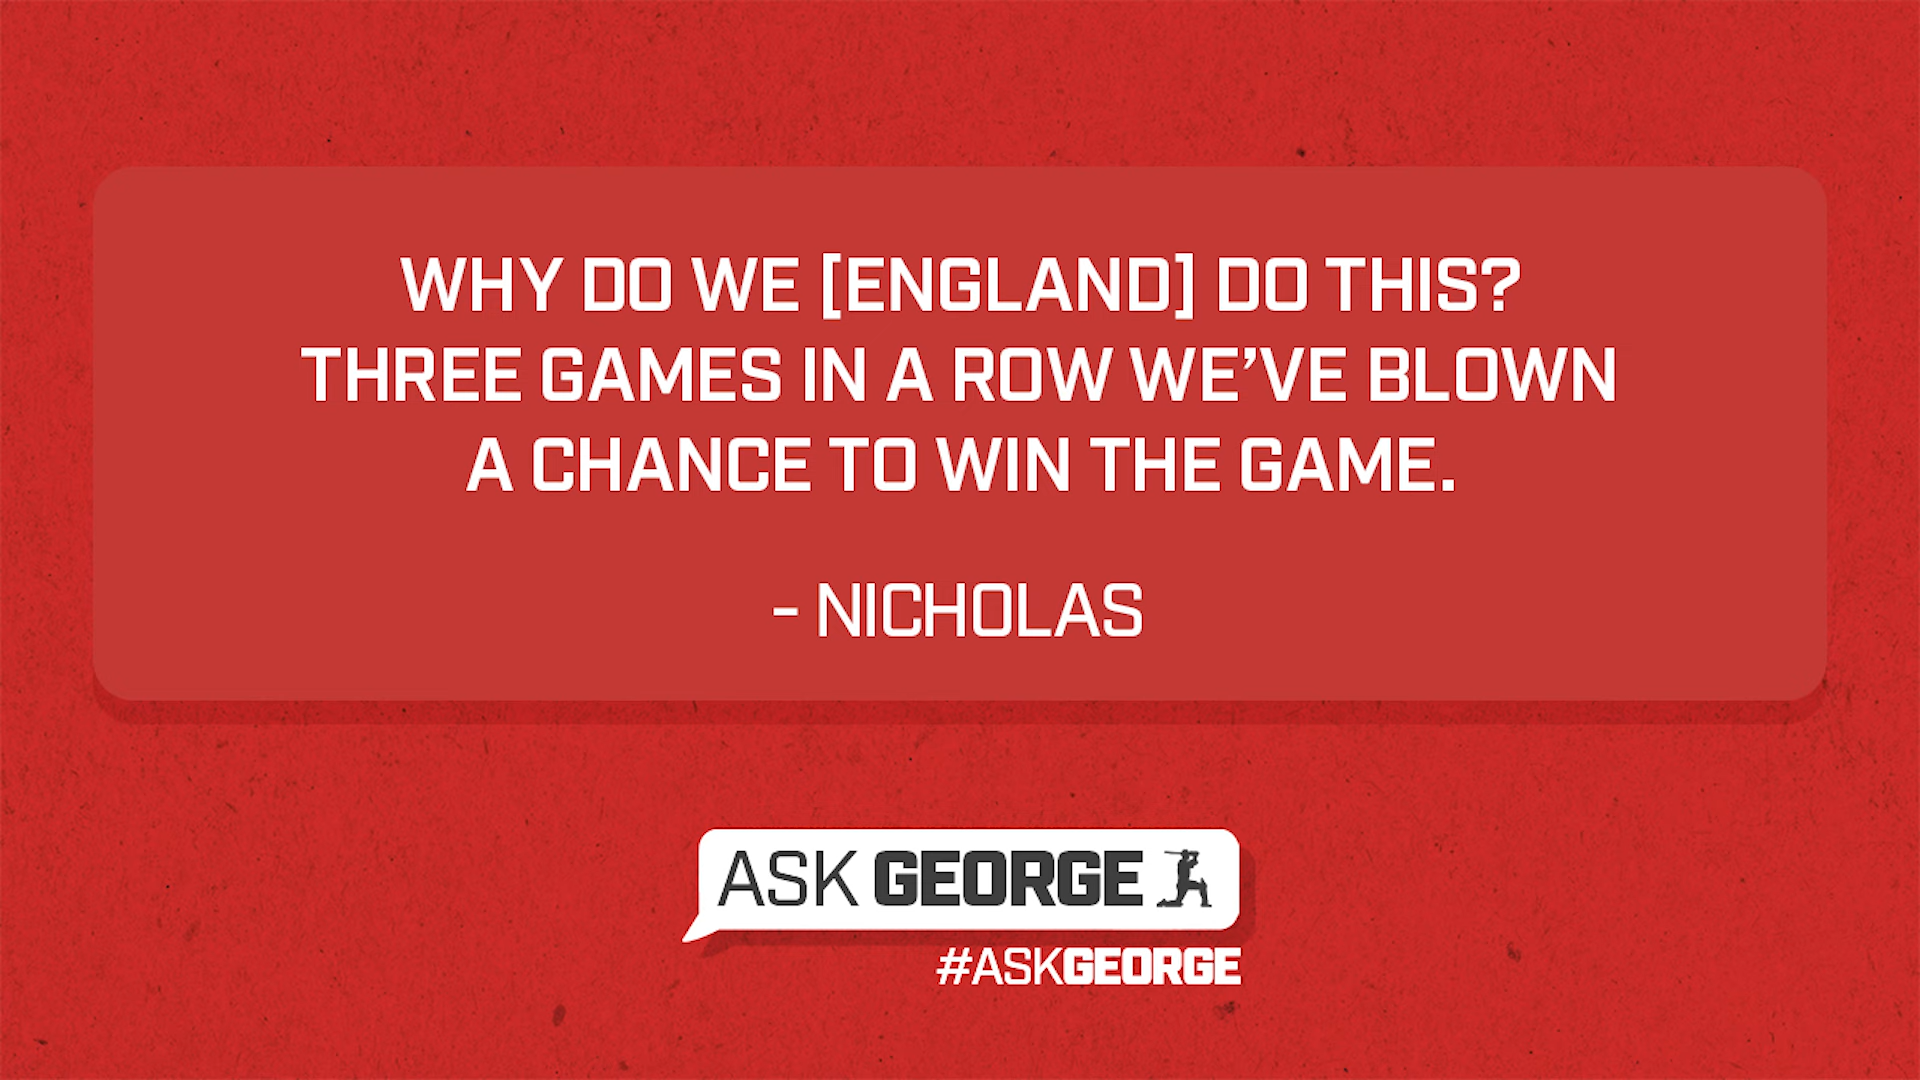 WHY DO WE [ENGLAND] DO THIS?
THREE GAMES IN A ROW WE’VE BLOWN
A CHANCE TO WIN THE GAME.
- NICHOLAS
ASK GEORGE
#ASKGEORGE